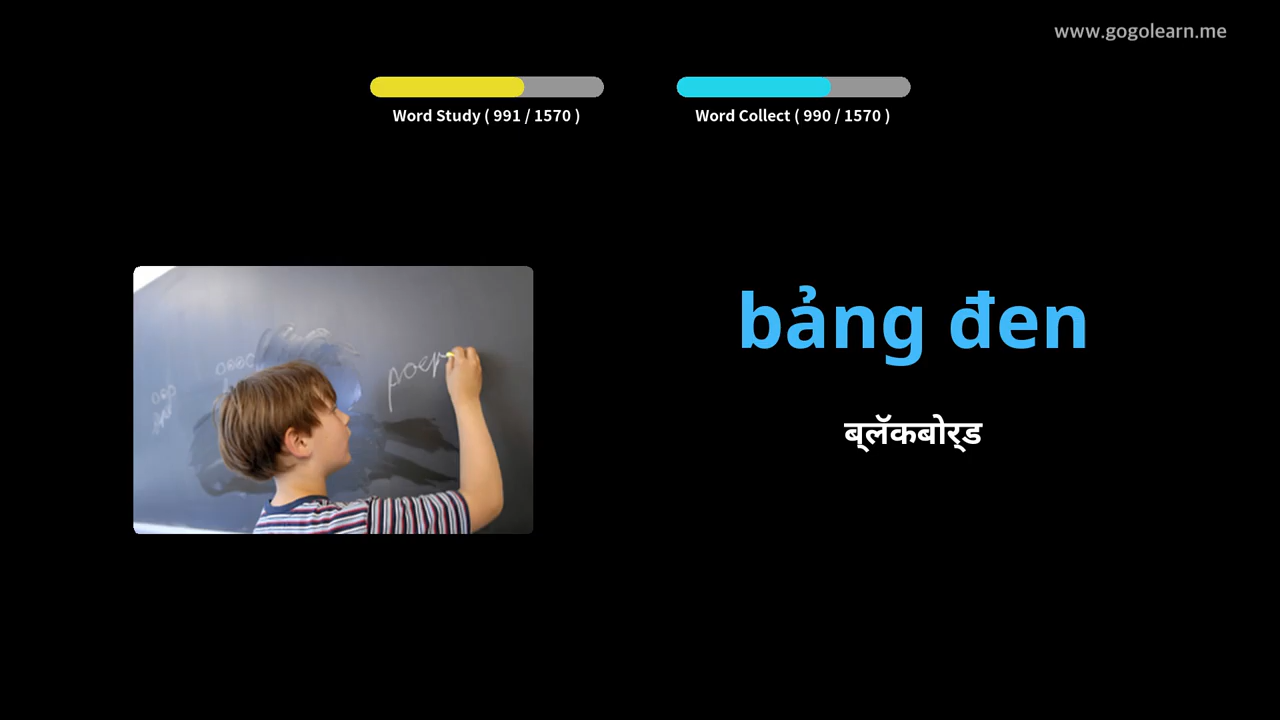 www.gogolearn.me
Word Study ( 991 / 1570 )
Word Collect ( 990 / 1570 )
bảng đen
ब्लॅकबोर्ड